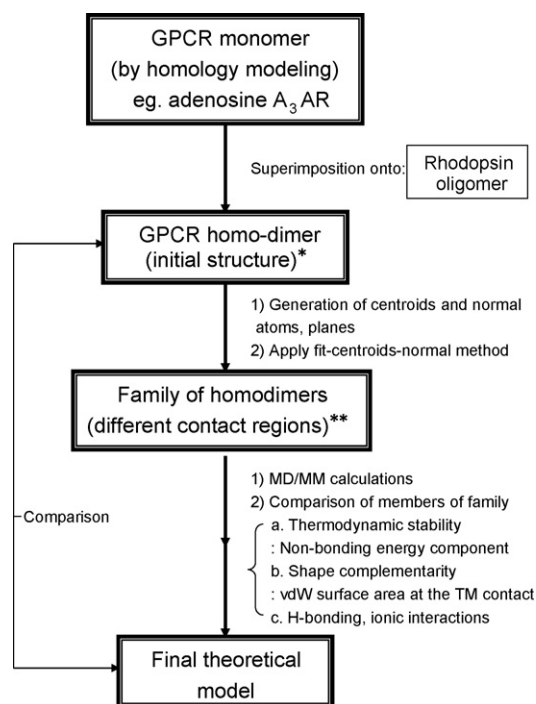 GPCR monomer
(by homology modeling)
eg. adenosine A₃AR
Superimposition onto:
Rhodopsin
oligomer
GPCR homo-dimer
(initial structure)*
1) Generation of centroids and normal
atoms, planes
2) Apply fit-centroids-normal method
Family of homodimers
(different contact regions)**
1) MD/MM calculations
2) Comparison of members of family
a. Thermodynamic stability
: Non-bonding energy component
b. Shape complementarity
: vdW surface area at the TM contact
c. H-bonding, ionic interactions
Comparison
Final theoretical
model